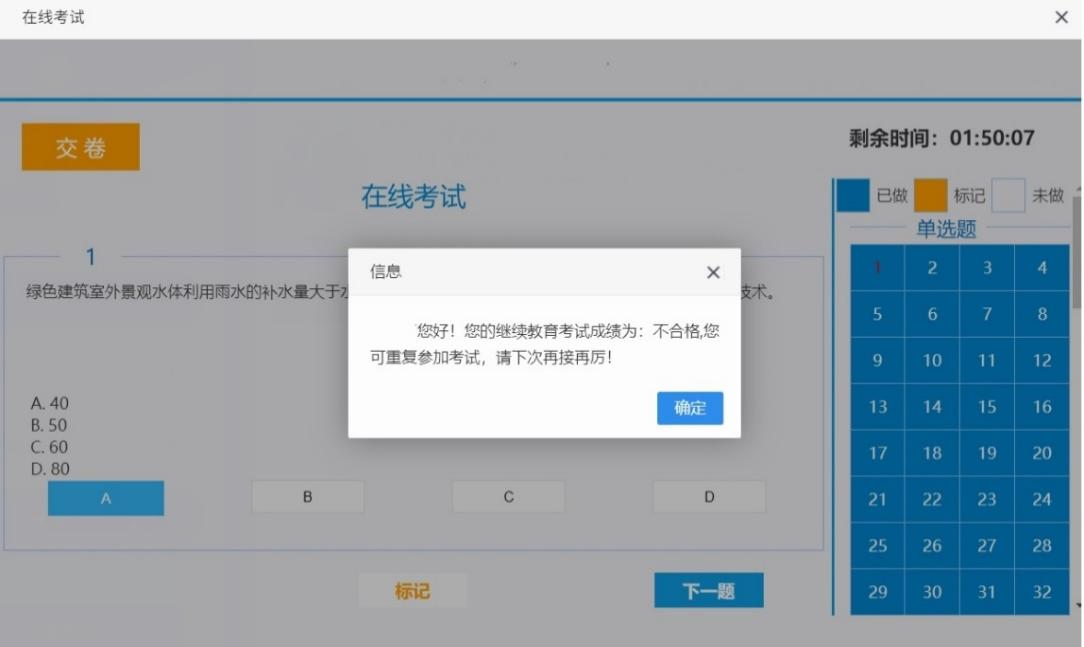 在线考试
交卷
剩余时间：01:50:07
在线考试
已做 标记 未做
单选题
1
绿色建筑室外景观水体利用雨水的补水量大于
技术。
A. 40
B. 50
C. 60
D. 80
A B C D
标记 下一题
信息
您好！您的继续教育考试成绩为：不合格,您
可重复参加考试，请下次再接再厉！
确定
1 2 3 4
5 6 7 8
9 10 11 12
13 14 15 16
17 18 19 20
21 22 23 24
25 26 27 28
29 30 31 32